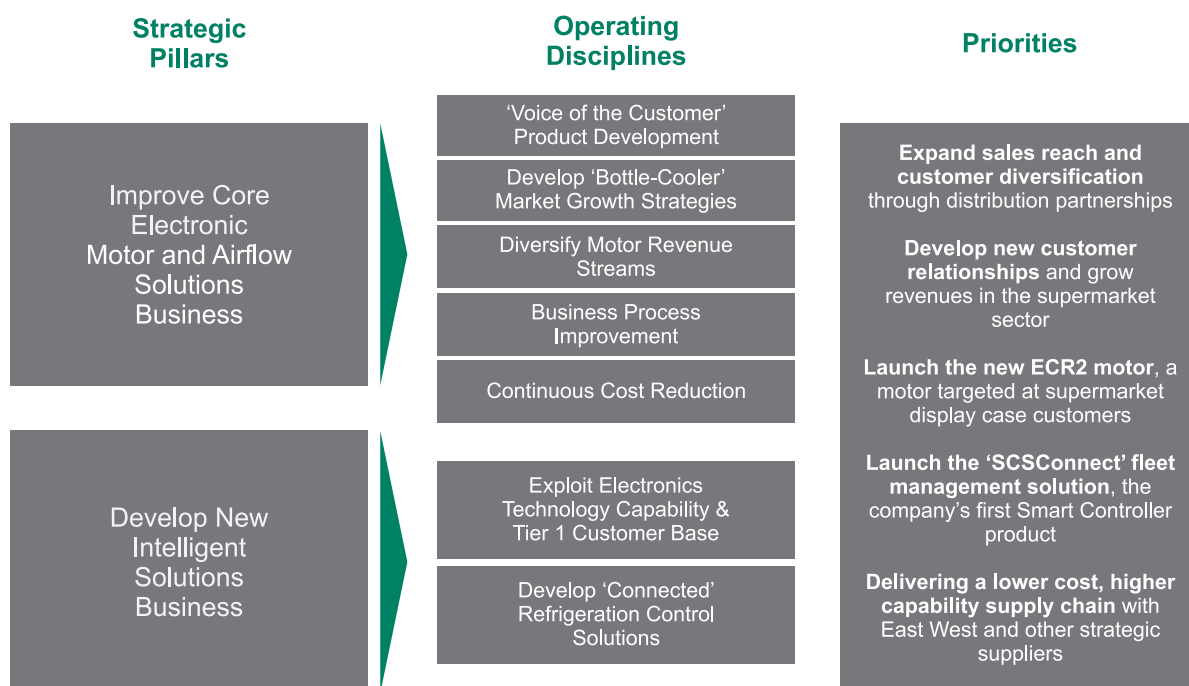 Strategic
Pillars
Operating
Disciplines
Priorities
Improve Core
Electronic
Motor and Airflow
Solutions
Business
‘Voice of the Customer’
Product Development
Develop ‘Bottle-Cooler’
Market Growth Strategies
Diversify Motor Revenue
Streams
Business Process
Improvement
Continuous Cost Reduction
Develop New
Intelligent
Solutions
Business
Exploit Electronics
Technology Capability &
Tier 1 Customer Base
Develop ‘Connected’
Refrigeration Control
Solutions
Expand sales reach and
customer diversification
through distribution partnerships
Develop new customer
relationships and grow
revenues in the supermarket
sector
Launch the new ECR2 motor, a
motor targeted at supermarket
display case customers
Launch the ‘SCSConnect’ fleet
management solution, the
company’s first Smart Controller
product
Delivering a lower cost, higher
capability supply chain with
East West and other strategic
suppliers